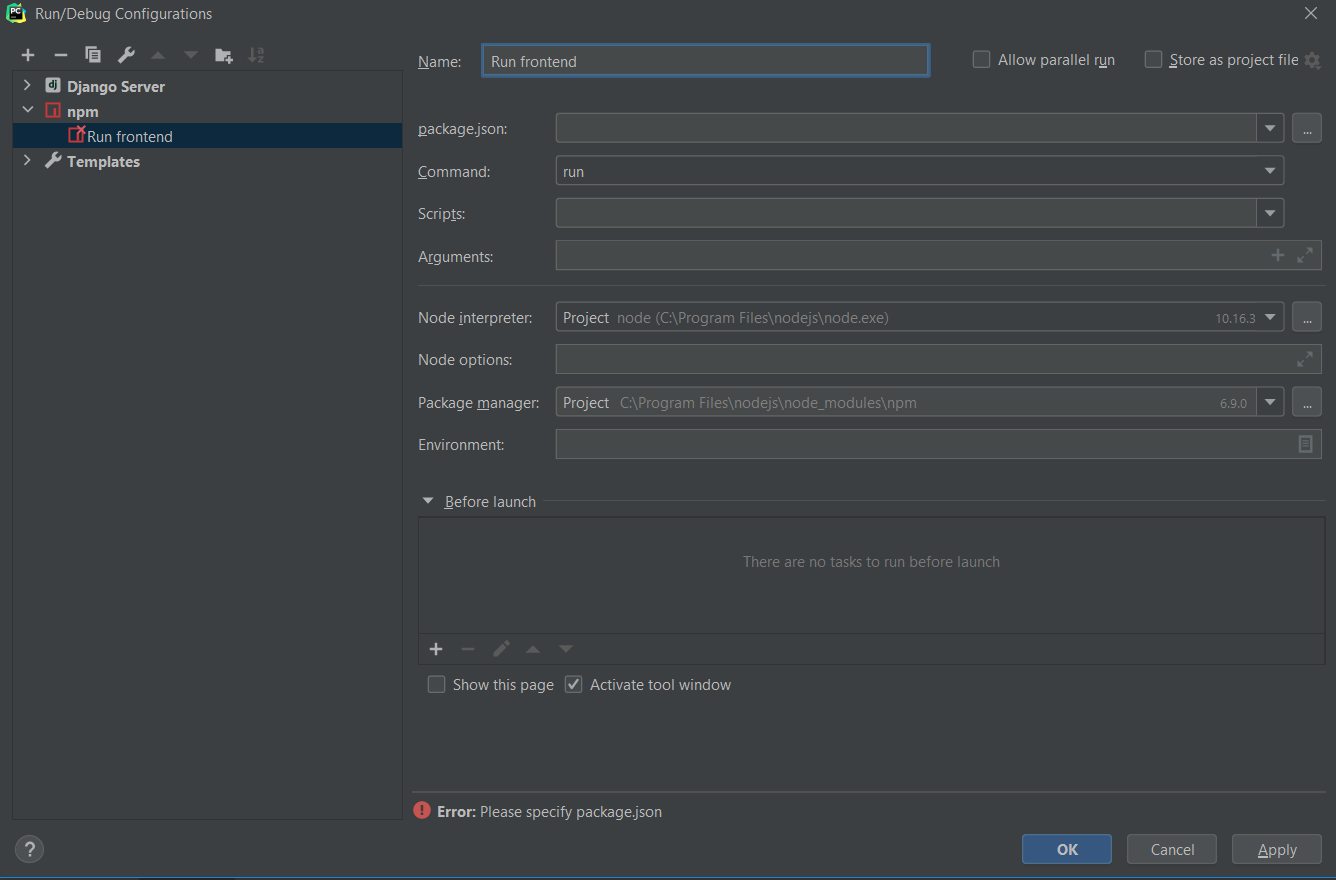 Run/Debug Configurations
Django Server
npm
Run frontend
Templates
Name: Run frontend
Allow parallel run
Store as project file
package.json:
...
Command: run
Scripts:
Arguments:
Node interpreter: Project node (C:\Program Files\nodejs\node.exe) 10.16.3 ...
Node options:
Package manager: Project C:\Program Files\nodejs\node_modules\npm 6.9.0 ...
Environment:
Before launch
There are no tasks to run before launch
Show this page
Activate tool window
Error: Please specify package.json
?
OK
Cancel
Apply